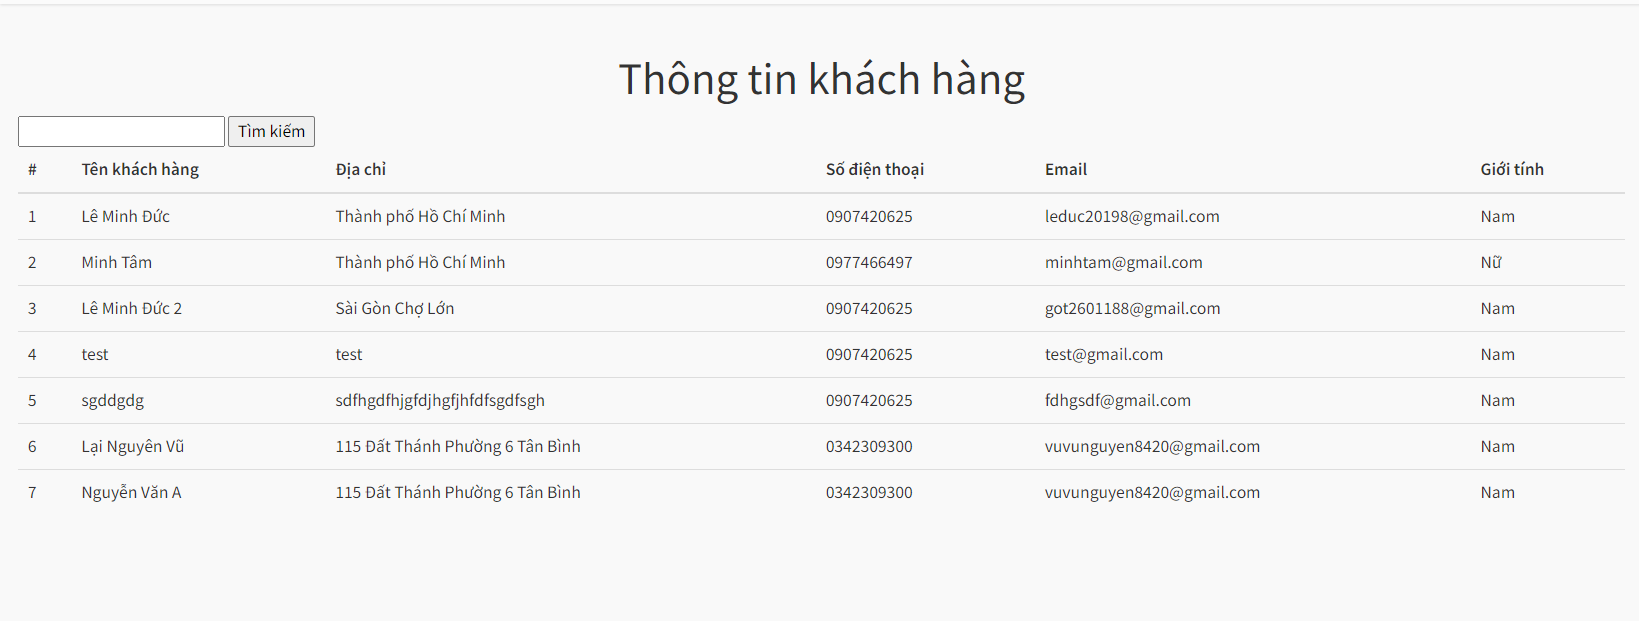 Thông tin khách hàng
Tìm kiếm
# Tên khách hàng Địa chỉ Số điện thoại Email Giới tính
1 Lê Minh Đức Thành phố Hồ Chí Minh 0907420625 leduc20198@gmail.com Nam
2 Minh Tâm Thành phố Hồ Chí Minh 0977466497 minhtam@gmail.com Nữ
3 Lê Minh Đức 2 Sài Gòn Chợ Lớn 0907420625 got2601188@gmail.com Nam
4 test test 0907420625 test@gmail.com Nam
5 sgddgdg sdfhgdfhjgfdjhgfjhfdfsgdfsgh 0907420625 fdhgsdf@gmail.com Nam
6 Lại Nguyên Vũ 115 Đất Thánh Phường 6 Tân Bình 0342309300 vuvunguyen8420@gmail.com Nam
7 Nguyễn Văn A 115 Đất Thánh Phường 6 Tân Bình 0342309300 vuvunguyen8420@gmail.com Nam